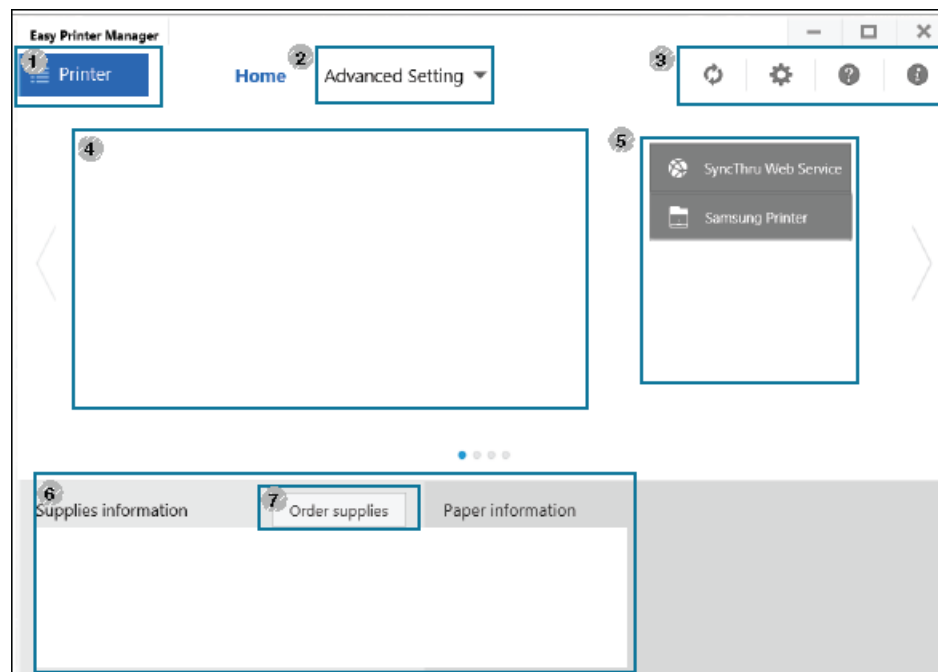 Easy Printer Manager
1 Printer
Home
2 Advanced Setting
3
? i
4
5
SyncThru Web Service
Samsung Printer
6
Supplies information
7 Order supplies
Paper information